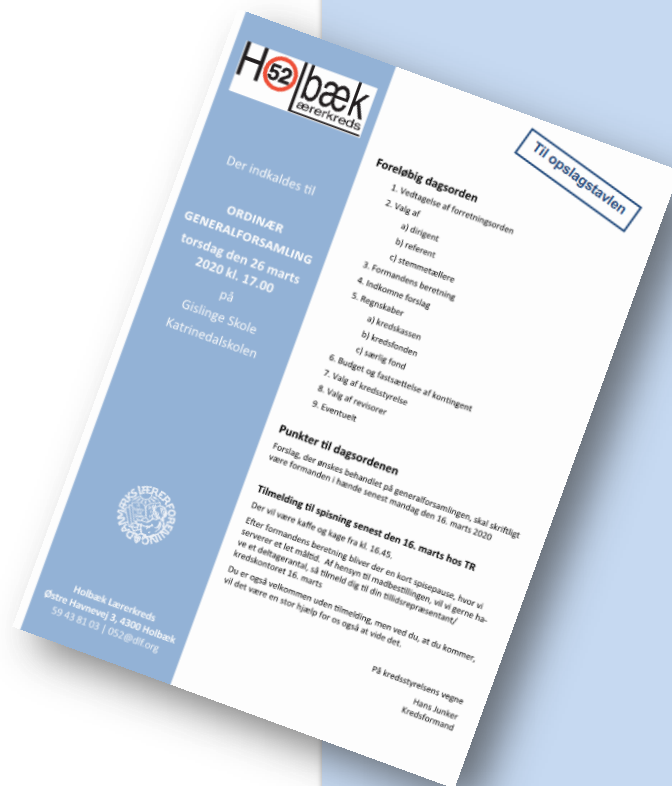 H52lbæk
lærerkreds
Der indkaldes til
ORDINÆR
GENERALFORSAMLING
torsdag den 26 marts
2020 kl. 17.00
på
Gislinge Skole
Katrinedalskolen
DANMARKS LÆRERFORENING
Holbæk Lærerkreds
Østre Havnevej 3, 4300 Holbæk
59 43 81 03 | 052@dlf.org
Til opslagstavlen
Foreløbig dagsorden
1. Vedtagelse af forretningsorden
2. Valg af
a) dirigent
b) referent
c) stemmetællere
3. Formandens beretning
4. Indkomne forslag
5. Regnskaber
a) kredskassen
b) kredsfonden
c) særlig fond
6. Budget og fastsættelse af kontingent
7. Valg af kredsstyrelse
8. Valg af revisorer
9. Eventuelt
Punkter til dagsordenen
Forslag, der ønskes behandlet på generalforsamlingen, skal skriftligt
være formanden i hænde senest mandag den 16. marts 2020
Tilmelding til spisning senest den 16. marts hos TR
Der vil være kaffe og kage fra kl. 16.45.
Efter formandens beretning bliver der en kort spisepause, hvor vi
serverer et let måltid. Af hensyn til madbestillingen, vil vi gerne ha-
ve et deltagerantal, så tilmeld dig til din tillidsrepræsentant/
kredskontoret 16. marts
Du er også velkommen uden tilmelding, men ved du, at du kommer,
vil det være en stor hjælp for os også at vide det.
På kredsstyrelsens vegne
Hans Junker
Kredsformand